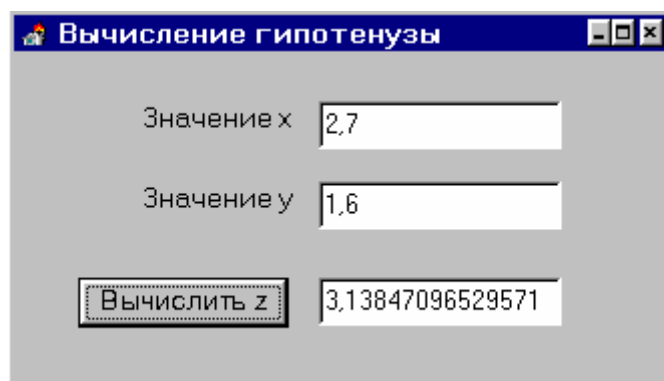 Вычисление гипотенузы
Значение x 2,7
Значение y 1,6
Вычислить z 3,13847096529571